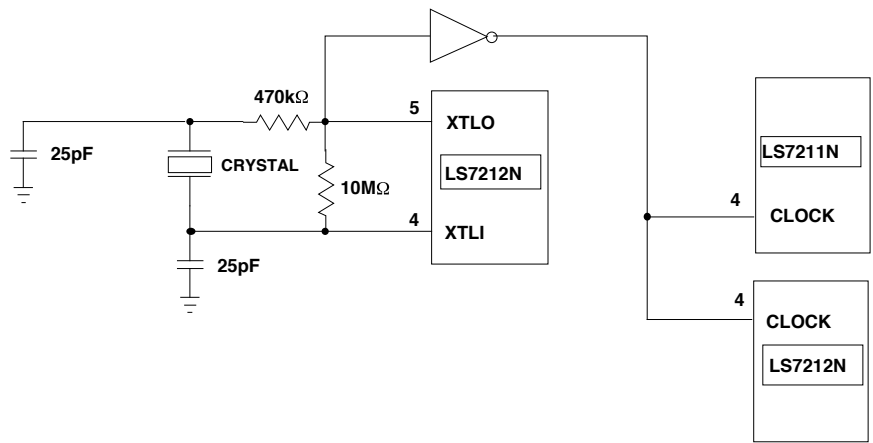 470kΩ
5
XTLO
25pF
CRYSTAL
LS7212N
10MΩ
4
XTLI
25pF
LS7211N
4
CLOCK
4
CLOCK
LS7212N